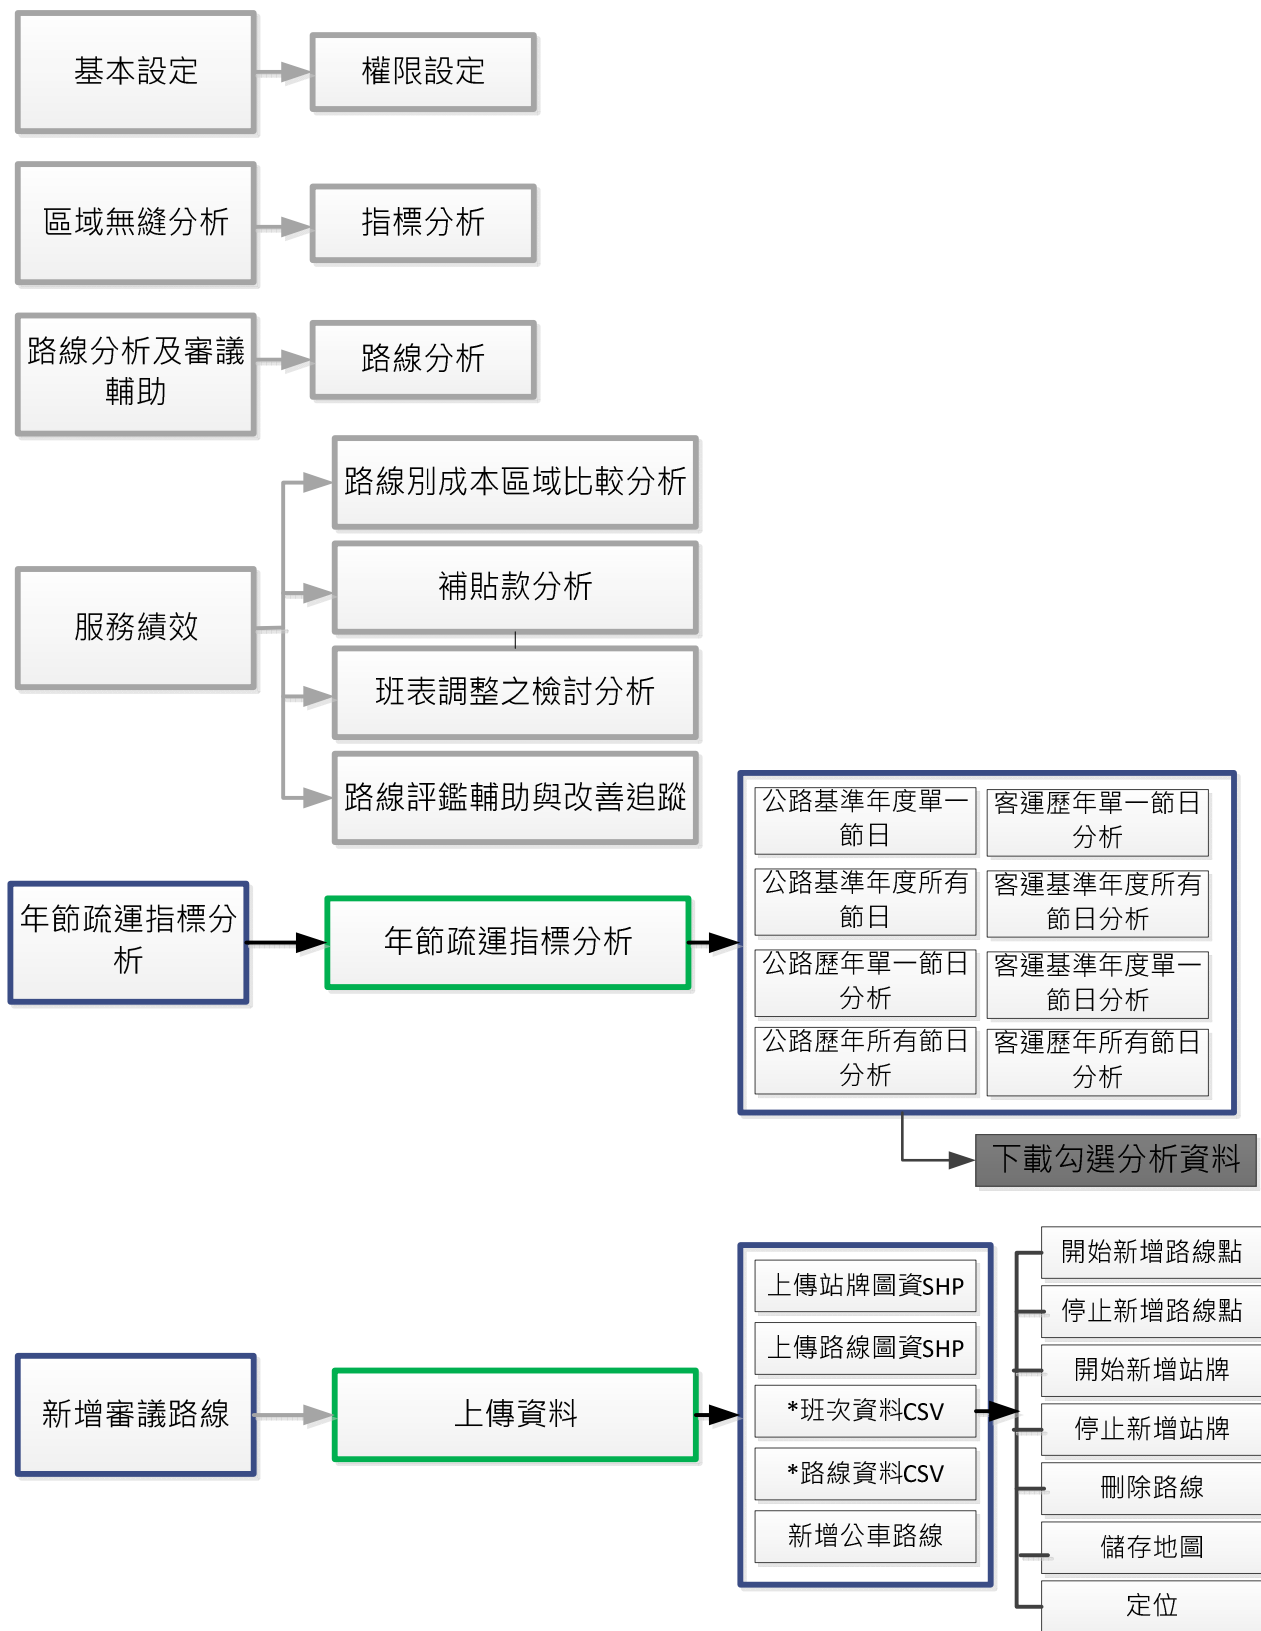 基本設定
權限設定
區域無縫分析
指標分析
路線分析及審議
輔助
路線分析
服務績效
路線別成本區域比較分析
補貼款分析
班表調整之檢討分析
路線評鑑輔助與改善追蹤
年節疏運指標分
析
年節疏運指標分析
公路基準年度單一
節日
客運歷年單一節日
分析
公路基準年度所有
節日
客運基準年度所有
節日分析
公路歷年單一節日
分析
客運基準年度單一
節日分析
公路歷年所有節日
分析
客運歷年所有節日
分析
下載勾選分析資料
新增審議路線
上傳資料
上傳站牌圖資SHP
上傳路線圖資SHP
*班次資料CSV
*路線資料CSV
新增公車路線
開始新增路線點
停止新增路線點
開始新增站牌
停止新增站牌
刪除路線
儲存地圖
定位